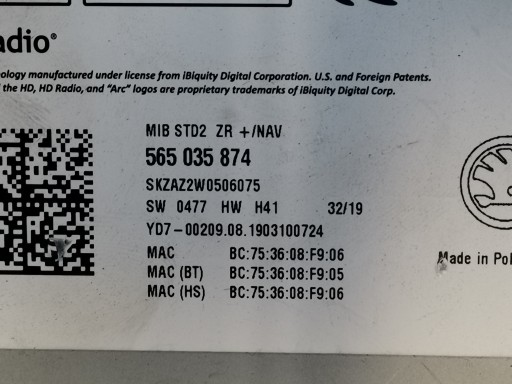 adio®
ology manufactured under license from iBiquity Digital Corporation. U.S. and Foreign Patents.
the HD, HD Radio, and “Arc” logos are proprietary trademarks of iBiquity Digital Corp.
MIB STD2 ZR +/NAV
565 035 874
SKZAZ2W0506075
SW 0477 HW H41 32/19
YD7-00209.08.1903100724
MAC BC:75:36:08:F9:06
MAC (BT) BC:75:36:08:F9:05
MAC (HS) BC:75:36:08:F9:06
Made in Po